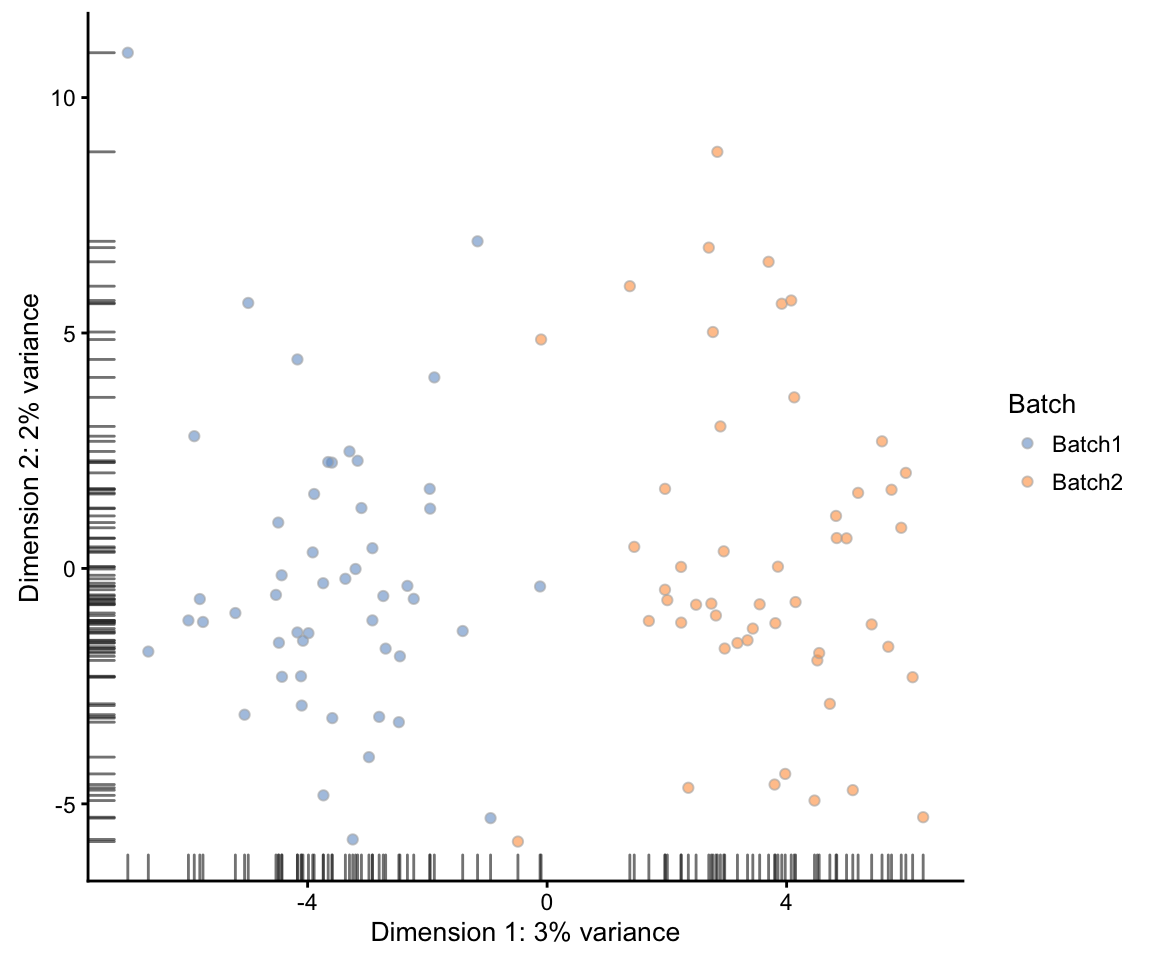 10
5
0
-5
Dimension 2: 2% variance
-4
0
4
Dimension 1: 3% variance
Batch
Batch1
Batch2